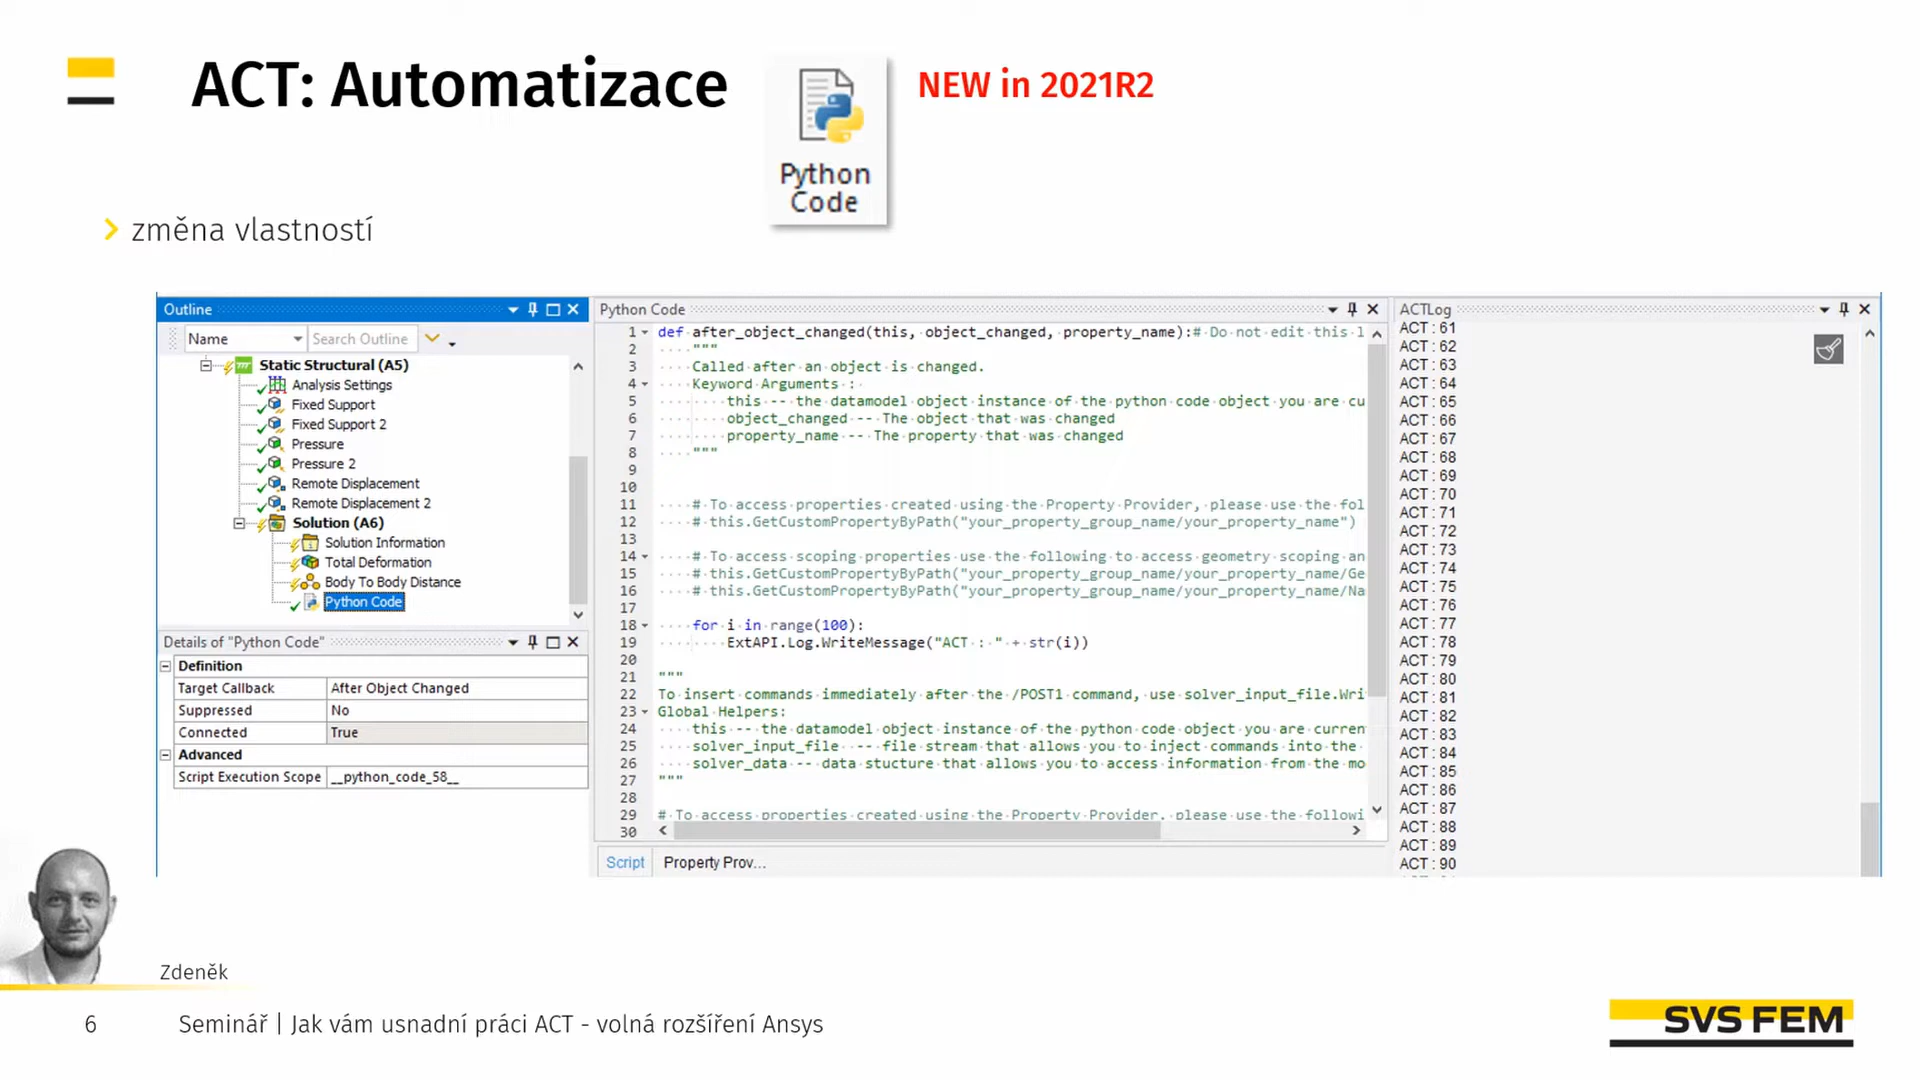 ACT: Automatizace
Python
Code
NEW in 2021R2
změna vlastností
Outline
Name
Search Outline
Static Structural (A5)
Analysis Settings
Fixed Support
Fixed Support 2
Pressure
Pressure 2
Remote Displacement
Remote Displacement 2
Solution (A6)
Solution Information
Total Deformation
Body To Body Distance
Python Code
Details of "Python Code"
Definition
Target Callback After Object Changed
Suppressed No
Connected True
Advanced
Script Execution Scope __python_code_58__
Python Code
1 def after_object_changed(this, object_changed, property_name):# Do not edit this l
2 """
3 Called after an object is changed.
4 Keyword Arguments :
5 this -- the datamodel object instance of the python code object you are cu
6 object_changed -- The object that was changed
7 property_name -- The property that was changed
8 """
9
10
11 # To access properties created using the Property Provider, please use the fol
12 # this.GetCustomPropertyByPath("your_property_group_name/your_property_name")
13
14 # To access scoping properties use the following to access geometry scoping an
15 # this.GetCustomPropertyByPath("your_property_group_name/your_property_name/Ge
16 # this.GetCustomPropertyByPath("your_property_group_name/your_property_name/Na
17
18 for i in range(100):
19 ExtAPI.Log.WriteMessage("ACT : " + str(i))
20
21 """
22 To insert commands immediately after the /POST1 command, use solver_input_file.Wri
23 Global Helpers:
24 this -- the datamodel object instance of the python code object you are curren
25 solver_input_file -- file stream that allows you to inject commands into the
26 solver_data -- data stucture that allows you to access information from the mo
27 """
28
29 # To access properties created using the Property Provider, please use the followi
30
Script Property Prov...
ACTLog
ACT : 61
ACT : 62
ACT : 63
ACT : 64
ACT : 65
ACT : 66
ACT : 67
ACT : 68
ACT : 69
ACT : 70
ACT : 71
ACT : 72
ACT : 73
ACT : 74
ACT : 75
ACT : 76
ACT : 77
ACT : 78
ACT : 79
ACT : 80
ACT : 81
ACT : 82
ACT : 83
ACT : 84
ACT : 85
ACT : 86
ACT : 87
ACT : 88
ACT : 89
ACT : 90
Zdeněk
6 Seminář | Jak vám usnadní práci ACT - volná rozšíření Ansys
SVS FEM